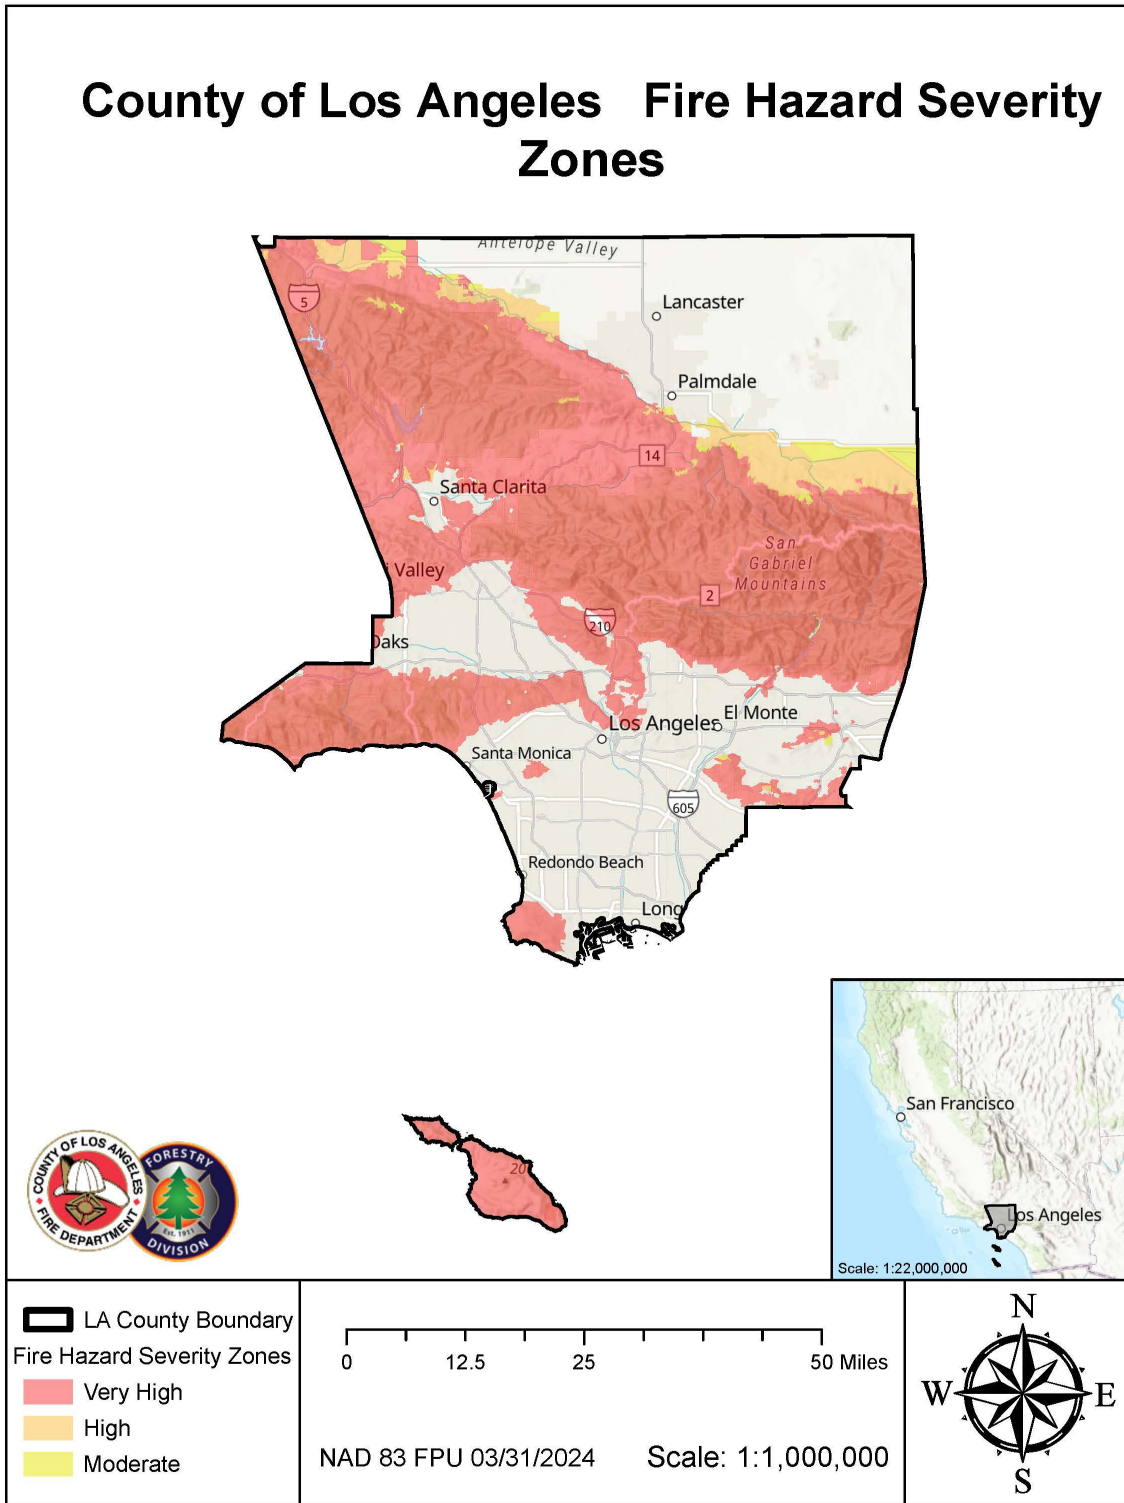 County of Los Angeles   Fire Hazard Severity
Zones
Antelope Valley
5
Lancaster
Palmdale
14
Santa Clarita
San
Gabriel
Mountains
i Valley
2
210
Oaks
Los Angeles
El Monte
Santa Monica
605
Redondo Beach
Long
20
San Francisco
Los Angeles
Scale: 1:22,000,000
COUNTY OF LOS ANGELES
FIRE DEPARTMENT
FORESTRY
Est. 1911
DIVISION
LA County Boundary
Fire Hazard Severity Zones
Very High
High
Moderate
0 12.5 25 50 Miles
NAD 83 FPU 03/31/2024 Scale: 1:1,000,000
N
W E
S